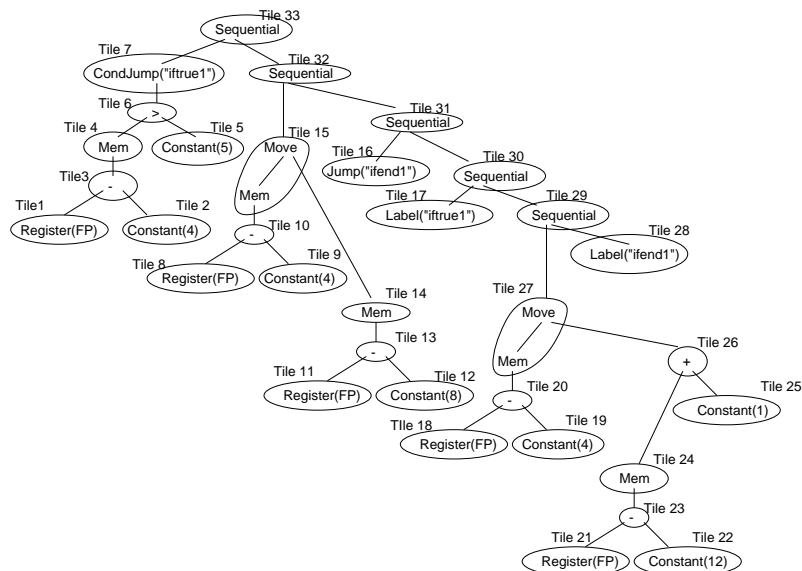 Tile 33
Sequential
Tile 7
CondJump("iftrue1")
Tile 32
Sequential
Tile 6
>
Tile 31
Sequential
Tile 4
Mem
Tile 5
Constant(5)
Tile 15
Move
Mem
Tile 16
Jump("ifend1")
Tile 30
Sequential
Tile3
-
Tile 17
Label("iftrue1")
Tile 29
Sequential
Tile1
Register(FP)
Tile 2
Constant(4)
Tile 10
-
Tile 28
Label("ifend1")
Tile 8
Register(FP)
Tile 9
Constant(4)
Tile 27
Move
Mem
Tile 14
Mem
Tile 13
-
Tile 26
+
Tile 11
Register(FP)
Tile 12
Constant(8)
Tile 20
-
Tile 25
Constant(1)
TIle 18
Register(FP)
Tile 19
Constant(4)
Tile 24
Mem
Tile 23
-
Tile 21
Register(FP)
Tile 22
Constant(12)